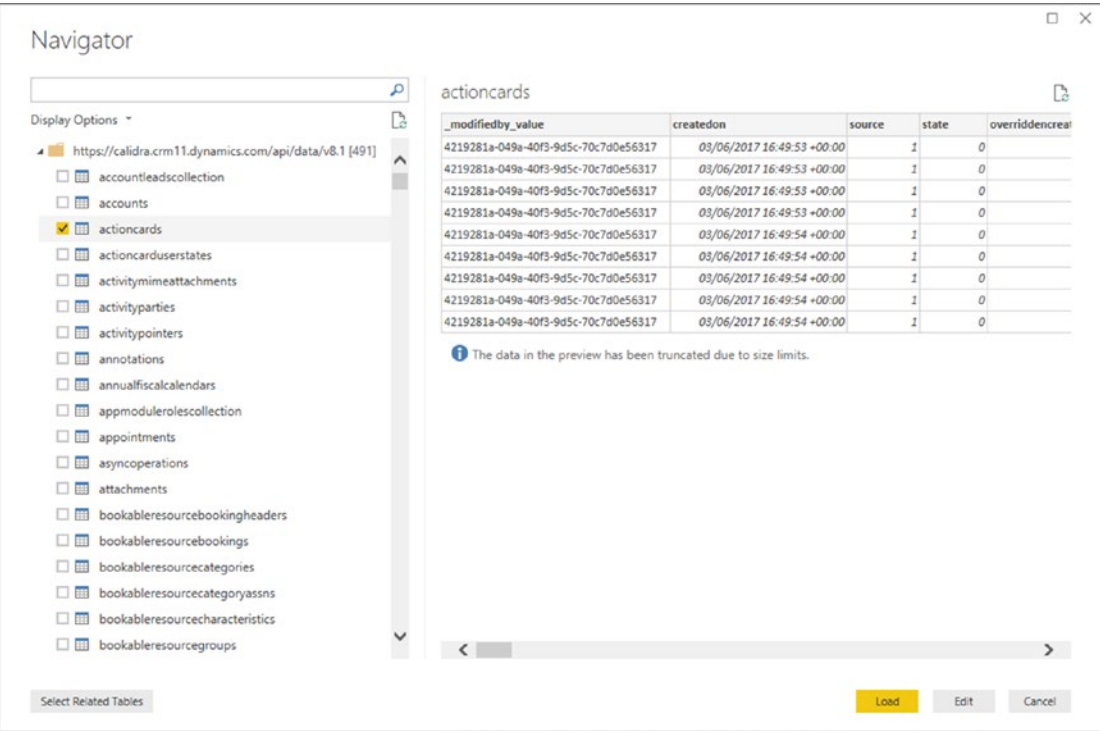 Navigator
Display Options
https://calidra.crm11.dynamics.com/api/data/v8.1 [491]
accountleadscollection
accounts
actioncards
actioncarduserstates
activitymimeattachments
activityparties
activitypointers
annotations
annualfiscalcalendars
appmodulerolescollection
appointments
asyncoperations
attachments
bookableresourcebookingheaders
bookableresourcebookings
bookableresourcecategories
bookableresourcecategoryassns
bookableresourcecharacteristics
bookableresourcegroups
actioncards
_modifiedby_value createdon source state overriddencreat
4219281a-049a-40f3-9d5c-70c7d0e56317 03/06/2017 16:49:53 +00:00 1 0
4219281a-049a-40f3-9d5c-70c7d0e56317 03/06/2017 16:49:53 +00:00 1 0
4219281a-049a-40f3-9d5c-70c7d0e56317 03/06/2017 16:49:53 +00:00 1 0
4219281a-049a-40f3-9d5c-70c7d0e56317 03/06/2017 16:49:53 +00:00 1 0
4219281a-049a-40f3-9d5c-70c7d0e56317 03/06/2017 16:49:54 +00:00 1 0
4219281a-049a-40f3-9d5c-70c7d0e56317 03/06/2017 16:49:54 +00:00 1 0
4219281a-049a-40f3-9d5c-70c7d0e56317 03/06/2017 16:49:54 +00:00 1 0
4219281a-049a-40f3-9d5c-70c7d0e56317 03/06/2017 16:49:54 +00:00 1 0
4219281a-049a-40f3-9d5c-70c7d0e56317 03/06/2017 16:49:54 +00:00 1 0
The data in the preview has been truncated due to size limits.
Select Related Tables
Load
Edit
Cancel